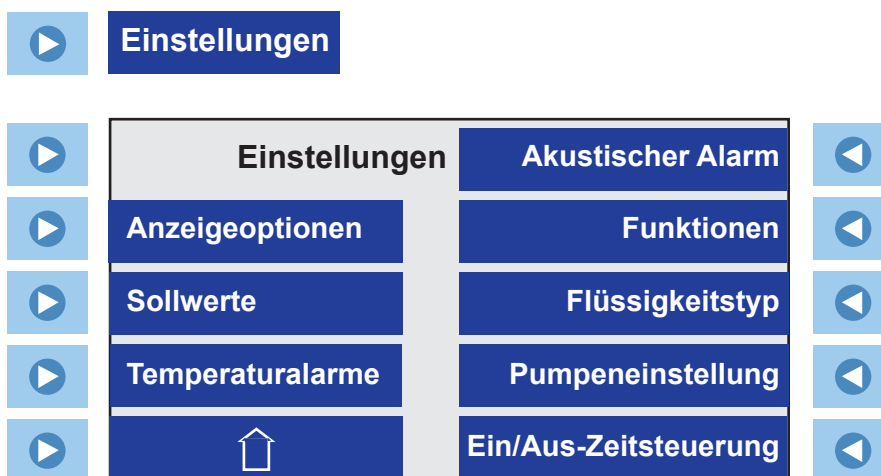 Einstellungen
Einstellungen
Akustischer Alarm
Anzeigeoptionen
Funktionen
Sollwerte
Flüssigkeitstyp
Temperaturalarme
Pumpeneinstellung
Ein/Aus-Zeitsteuerung